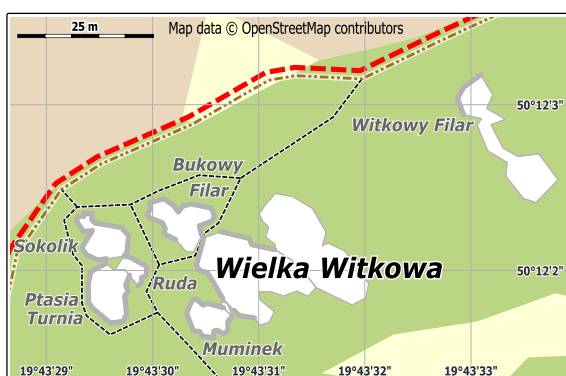 25 m
Map data © OpenStreetMap contributors
50°12'3"
Witkowy Filar
Bukowy
Filar
Sokolik
Wielka Witkowa
50°12'2"
Ruda
Ptasia
Turnia
Muminek
19°43'29"
19°43'30"
19°43'31"
19°43'32"
19°43'33"